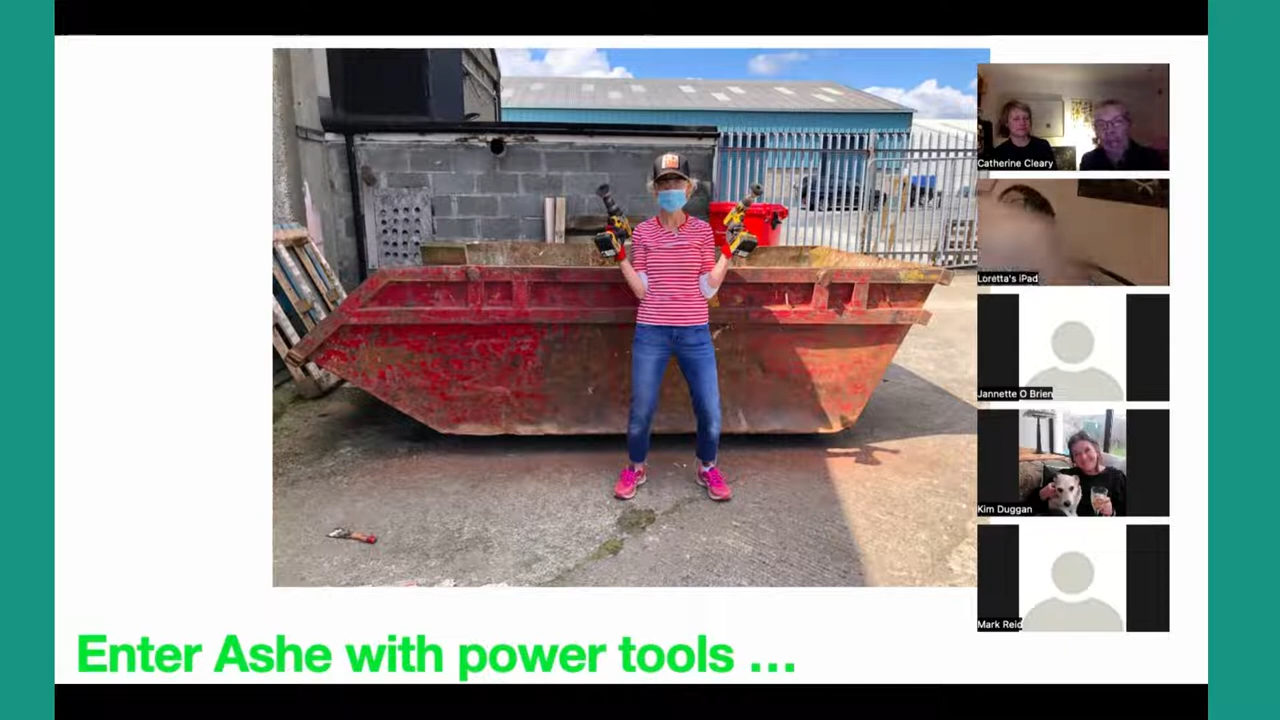 Catherine Cleary
Loretta's iPad
Jannette O Brien
Kim Duggan
Mark Reid
Enter Ashe with power tools ...